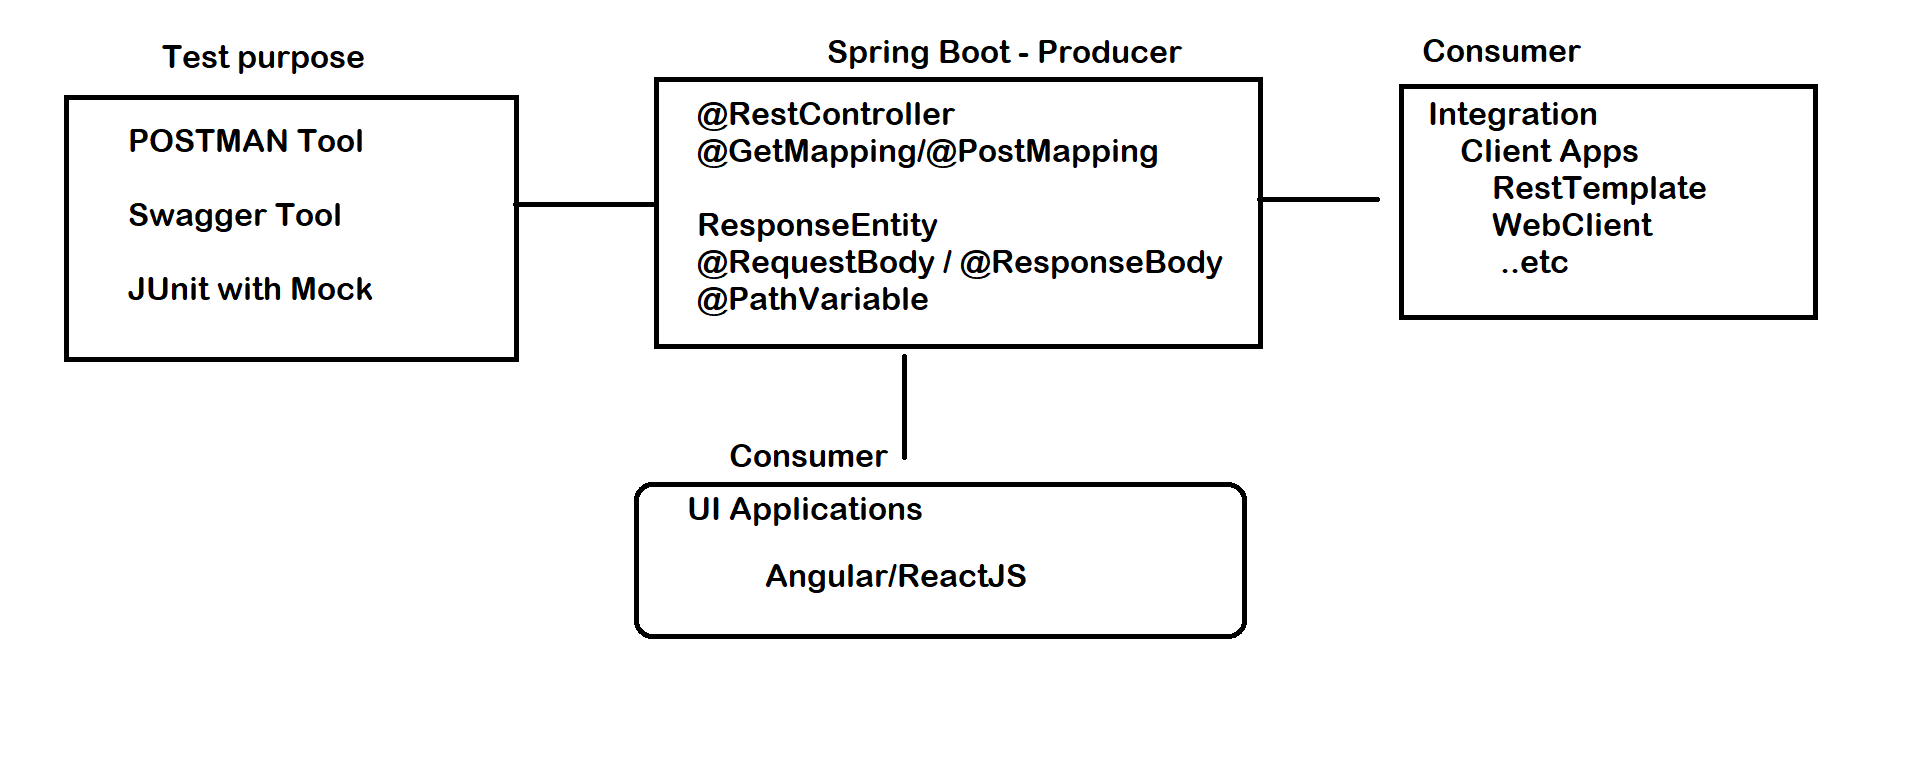 Test purpose
POSTMAN Tool
Swagger Tool
JUnit with Mock
Spring Boot - Producer
@RestController
@GetMapping/@PostMapping
ResponseEntity
@RequestBody / @ResponseBody
@PathVariable
Consumer
Integration
Client Apps
RestTemplate
WebClient
..etc
Consumer
UI Applications
Angular/ReactJS